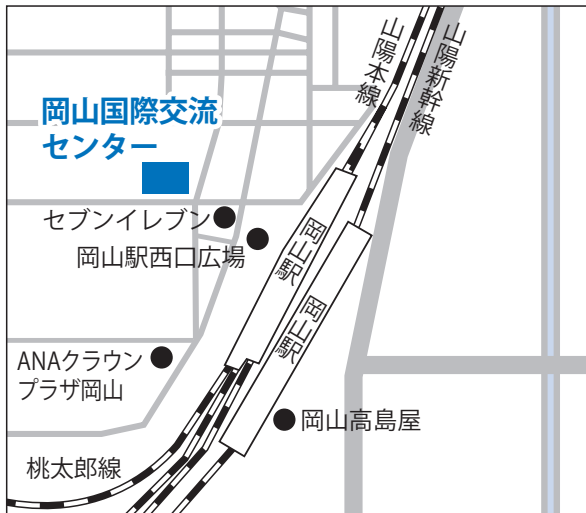 山陽本線
山陽新幹線
岡山国際交流
センター
セブンイレブン
岡山駅西口広場
岡山駅
岡山駅
ANAクラウン
プラザ岡山
岡山高島屋
桃太郎線